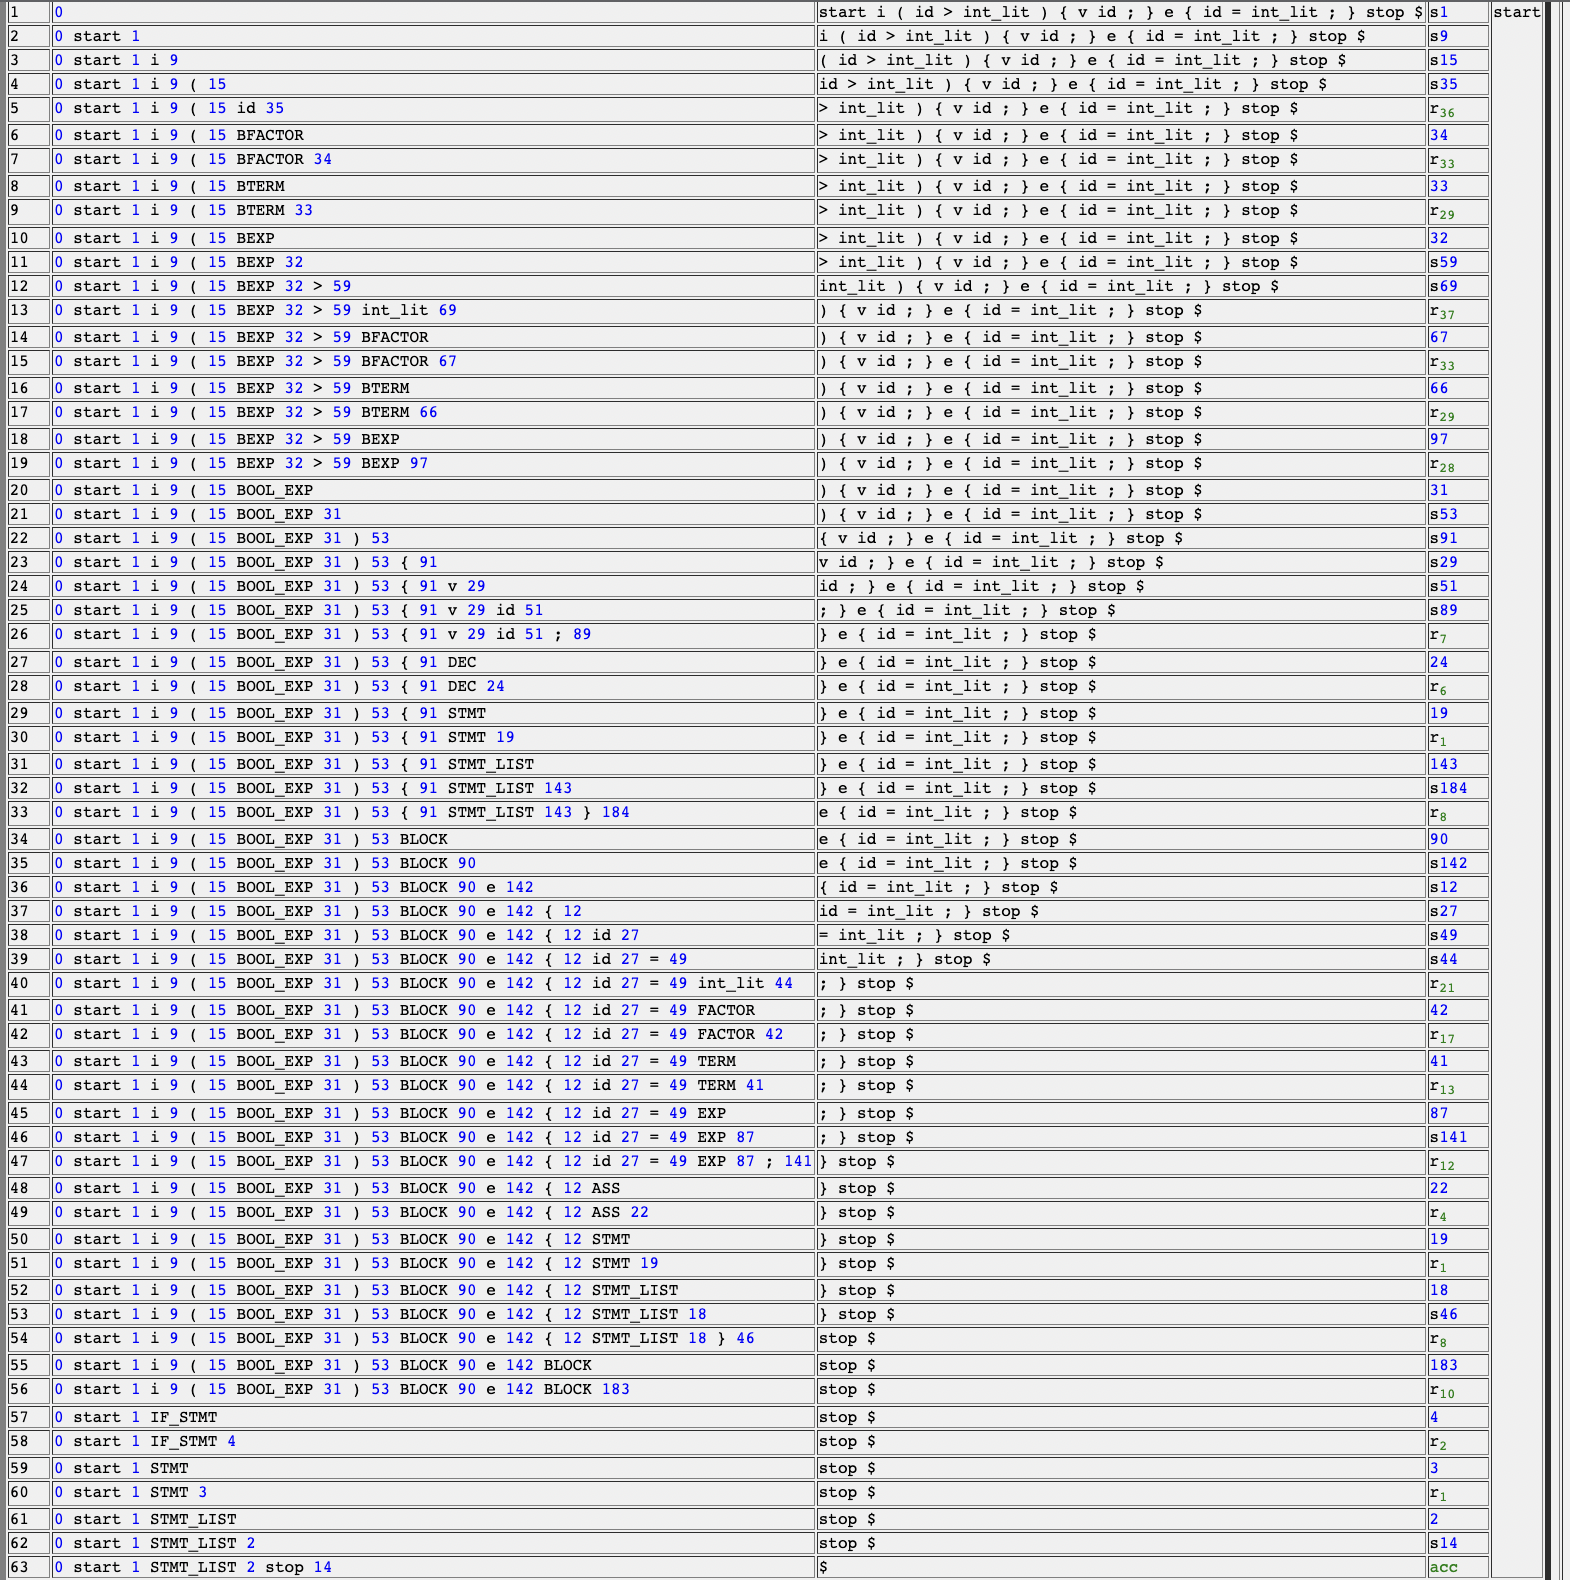 1 0 start i ( id > int_lit ) { v id ; } e { id = int_lit ; } stop $ s1 start
2 0 start 1 i ( id > int_lit ) { v id ; } e { id = int_lit ; } stop $ s9
3 0 start 1 i 9 ( id > int_lit ) { v id ; } e { id = int_lit ; } stop $ s15
4 0 start 1 i 9 ( 15 id > int_lit ) { v id ; } e { id = int_lit ; } stop $ s35
5 0 start 1 i 9 ( 15 id 35 > int_lit ) { v id ; } e { id = int_lit ; } stop $ r36
6 0 start 1 i 9 ( 15 BFACTOR > int_lit ) { v id ; } e { id = int_lit ; } stop $ 34
7 0 start 1 i 9 ( 15 BFACTOR 34 > int_lit ) { v id ; } e { id = int_lit ; } stop $ r33
8 0 start 1 i 9 ( 15 BTERM > int_lit ) { v id ; } e { id = int_lit ; } stop $ 33
9 0 start 1 i 9 ( 15 BTERM 33 > int_lit ) { v id ; } e { id = int_lit ; } stop $ r29
10 0 start 1 i 9 ( 15 BEXP > int_lit ) { v id ; } e { id = int_lit ; } stop $ 32
11 0 start 1 i 9 ( 15 BEXP 32 > int_lit ) { v id ; } e { id = int_lit ; } stop $ s59
12 0 start 1 i 9 ( 15 BEXP 32 > 59 int_lit ) { v id ; } e { id = int_lit ; } stop $ s69
13 0 start 1 i 9 ( 15 BEXP 32 > 59 int_lit 69 ) { v id ; } e { id = int_lit ; } stop $ r37
14 0 start 1 i 9 ( 15 BEXP 32 > 59 BFACTOR ) { v id ; } e { id = int_lit ; } stop $ 67
15 0 start 1 i 9 ( 15 BEXP 32 > 59 BFACTOR 67 ) { v id ; } e { id = int_lit ; } stop $ r33
16 0 start 1 i 9 ( 15 BEXP 32 > 59 BTERM ) { v id ; } e { id = int_lit ; } stop $ 66
17 0 start 1 i 9 ( 15 BEXP 32 > 59 BTERM 66 ) { v id ; } e { id = int_lit ; } stop $ r29
18 0 start 1 i 9 ( 15 BEXP 32 > 59 BEXP ) { v id ; } e { id = int_lit ; } stop $ 97
19 0 start 1 i 9 ( 15 BEXP 32 > 59 BEXP 97 ) { v id ; } e { id = int_lit ; } stop $ r28
20 0 start 1 i 9 ( 15 BOOL_EXP ) { v id ; } e { id = int_lit ; } stop $ 31
21 0 start 1 i 9 ( 15 BOOL_EXP 31 ) { v id ; } e { id = int_lit ; } stop $ s53
22 0 start 1 i 9 ( 15 BOOL_EXP 31 ) 53 { v id ; } e { id = int_lit ; } stop $ s91
23 0 start 1 i 9 ( 15 BOOL_EXP 31 ) 53 { 91 v id ; } e { id = int_lit ; } stop $ s29
24 0 start 1 i 9 ( 15 BOOL_EXP 31 ) 53 { 91 v 29 id ; } e { id = int_lit ; } stop $ s51
25 0 start 1 i 9 ( 15 BOOL_EXP 31 ) 53 { 91 v 29 id 51 ; } e { id = int_lit ; } stop $ s89
26 0 start 1 i 9 ( 15 BOOL_EXP 31 ) 53 { 91 v 29 id 51 ; 89 } e { id = int_lit ; } stop $ r7
27 0 start 1 i 9 ( 15 BOOL_EXP 31 ) 53 { 91 DEC } e { id = int_lit ; } stop $ 24
28 0 start 1 i 9 ( 15 BOOL_EXP 31 ) 53 { 91 DEC 24 } e { id = int_lit ; } stop $ r6
29 0 start 1 i 9 ( 15 BOOL_EXP 31 ) 53 { 91 STMT } e { id = int_lit ; } stop $ 19
30 0 start 1 i 9 ( 15 BOOL_EXP 31 ) 53 { 91 STMT 19 } e { id = int_lit ; } stop $ r1
31 0 start 1 i 9 ( 15 BOOL_EXP 31 ) 53 { 91 STMT_LIST } e { id = int_lit ; } stop $ 143
32 0 start 1 i 9 ( 15 BOOL_EXP 31 ) 53 { 91 STMT_LIST 143 } e { id = int_lit ; } stop $ s184
33 0 start 1 i 9 ( 15 BOOL_EXP 31 ) 53 { 91 STMT_LIST 143 } 184 e { id = int_lit ; } stop $ r8
34 0 start 1 i 9 ( 15 BOOL_EXP 31 ) 53 BLOCK e { id = int_lit ; } stop $ 90
35 0 start 1 i 9 ( 15 BOOL_EXP 31 ) 53 BLOCK 90 e { id = int_lit ; } stop $ s142
36 0 start 1 i 9 ( 15 BOOL_EXP 31 ) 53 BLOCK 90 e 142 { id = int_lit ; } stop $ s12
37 0 start 1 i 9 ( 15 BOOL_EXP 31 ) 53 BLOCK 90 e 142 { 12 id = int_lit ; } stop $ s27
38 0 start 1 i 9 ( 15 BOOL_EXP 31 ) 53 BLOCK 90 e 142 { 12 id 27 = int_lit ; } stop $ s49
39 0 start 1 i 9 ( 15 BOOL_EXP 31 ) 53 BLOCK 90 e 142 { 12 id 27 = 49 int_lit ; } stop $ s44
40 0 start 1 i 9 ( 15 BOOL_EXP 31 ) 53 BLOCK 90 e 142 { 12 id 27 = 49 int_lit 44 ; } stop $ r21
41 0 start 1 i 9 ( 15 BOOL_EXP 31 ) 53 BLOCK 90 e 142 { 12 id 27 = 49 FACTOR ; } stop $ 42
42 0 start 1 i 9 ( 15 BOOL_EXP 31 ) 53 BLOCK 90 e 142 { 12 id 27 = 49 FACTOR 42 ; } stop $ r17
43 0 start 1 i 9 ( 15 BOOL_EXP 31 ) 53 BLOCK 90 e 142 { 12 id 27 = 49 TERM ; } stop $ 41
44 0 start 1 i 9 ( 15 BOOL_EXP 31 ) 53 BLOCK 90 e 142 { 12 id 27 = 49 TERM 41 ; } stop $ r13
45 0 start 1 i 9 ( 15 BOOL_EXP 31 ) 53 BLOCK 90 e 142 { 12 id 27 = 49 EXP ; } stop $ 87
46 0 start 1 i 9 ( 15 BOOL_EXP 31 ) 53 BLOCK 90 e 142 { 12 id 27 = 49 EXP 87 ; } stop $ s141
47 0 start 1 i 9 ( 15 BOOL_EXP 31 ) 53 BLOCK 90 e 142 { 12 id 27 = 49 EXP 87 ; 141 } stop $ r12
48 0 start 1 i 9 ( 15 BOOL_EXP 31 ) 53 BLOCK 90 e 142 { 12 ASS } stop $ 22
49 0 start 1 i 9 ( 15 BOOL_EXP 31 ) 53 BLOCK 90 e 142 { 12 ASS 22 } stop $ r4
50 0 start 1 i 9 ( 15 BOOL_EXP 31 ) 53 BLOCK 90 e 142 { 12 STMT } stop $ 19
51 0 start 1 i 9 ( 15 BOOL_EXP 31 ) 53 BLOCK 90 e 142 { 12 STMT 19 } stop $ r1
52 0 start 1 i 9 ( 15 BOOL_EXP 31 ) 53 BLOCK 90 e 142 { 12 STMT_LIST } stop $ 18
53 0 start 1 i 9 ( 15 BOOL_EXP 31 ) 53 BLOCK 90 e 142 { 12 STMT_LIST 18 } stop $ s46
54 0 start 1 i 9 ( 15 BOOL_EXP 31 ) 53 BLOCK 90 e 142 { 12 STMT_LIST 18 } 46 stop $ r8
55 0 start 1 i 9 ( 15 BOOL_EXP 31 ) 53 BLOCK 90 e 142 BLOCK stop $ 183
56 0 start 1 i 9 ( 15 BOOL_EXP 31 ) 53 BLOCK 90 e 142 BLOCK 183 stop $ r10
57 0 start 1 IF_STMT stop $ 4
58 0 start 1 IF_STMT 4 stop $ r2
59 0 start 1 STMT stop $ 3
60 0 start 1 STMT 3 stop $ r1
61 0 start 1 STMT_LIST stop $ 2
62 0 start 1 STMT_LIST 2 stop $ s14
63 0 start 1 STMT_LIST 2 stop 14 $ acc